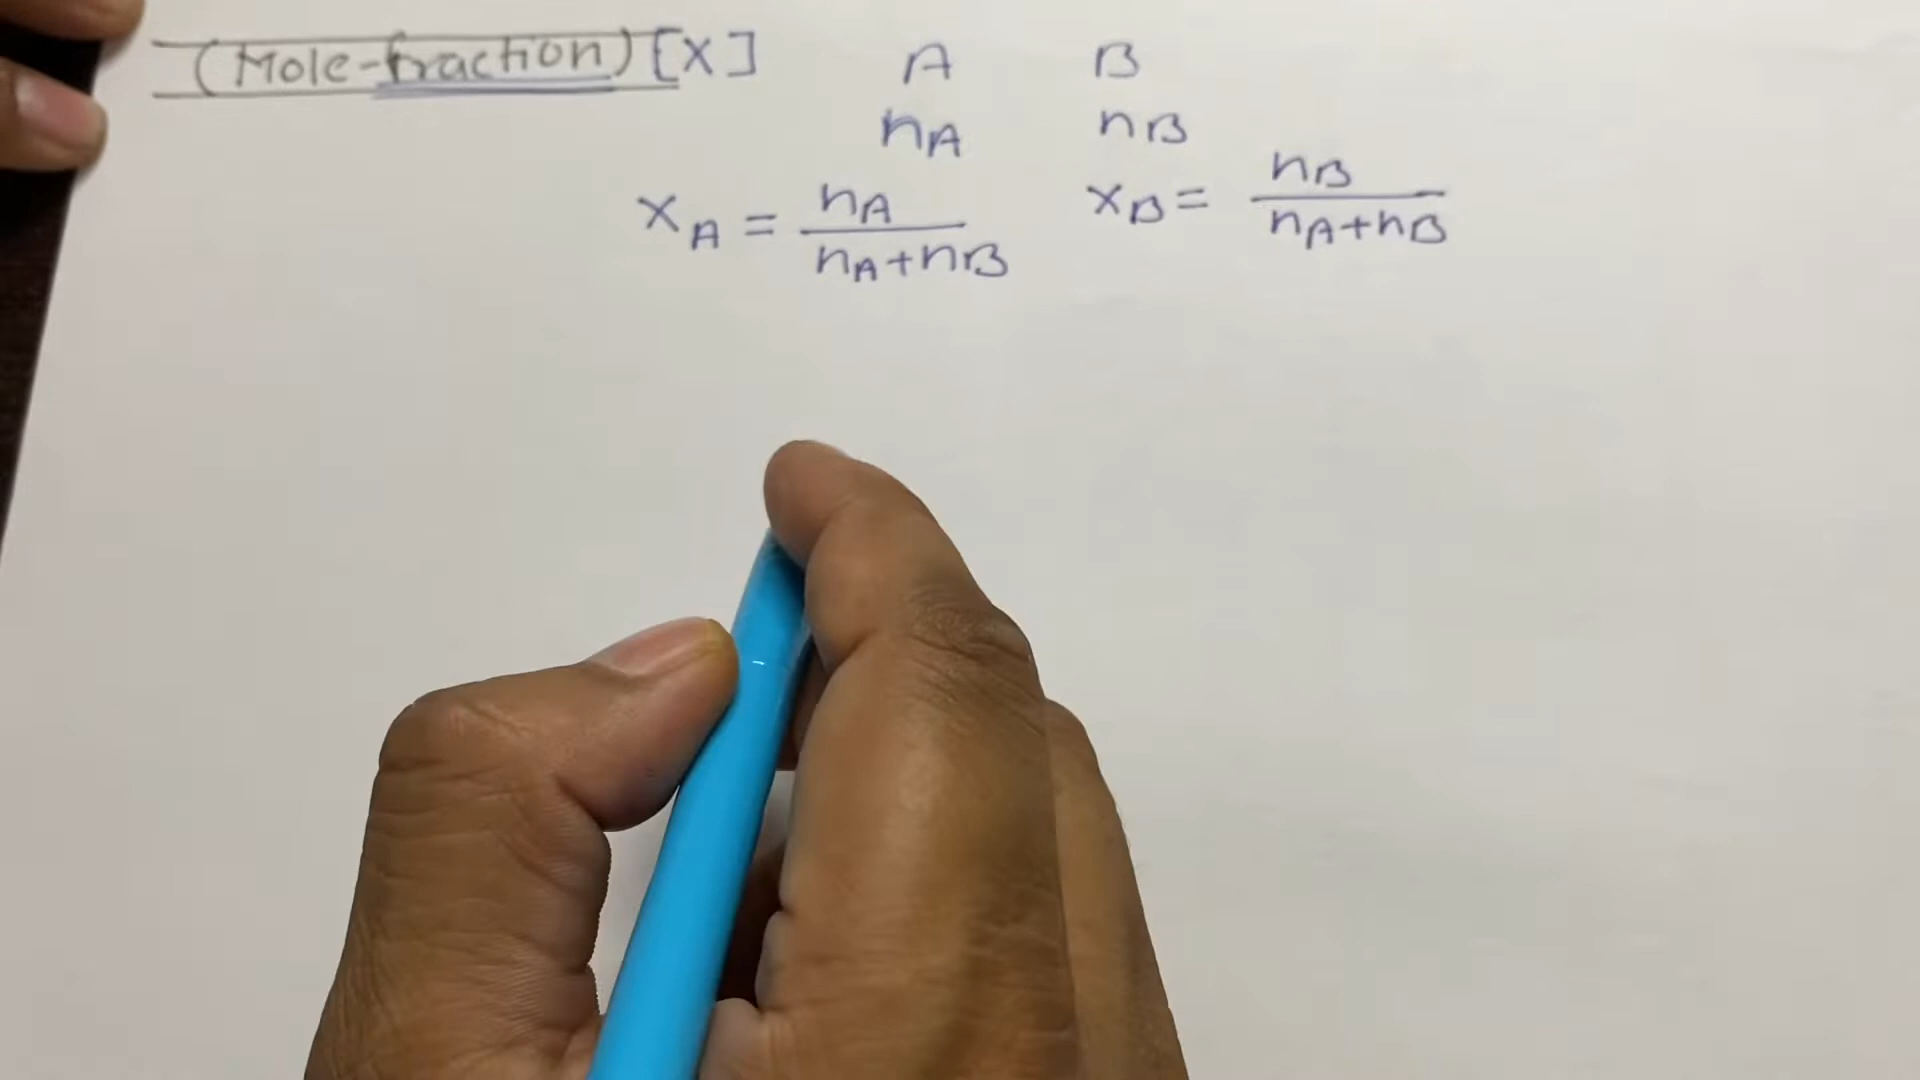 (Mole-fraction) [X] A B
nA nB
xA = nA / nA+nB xB = nB / nA+nB